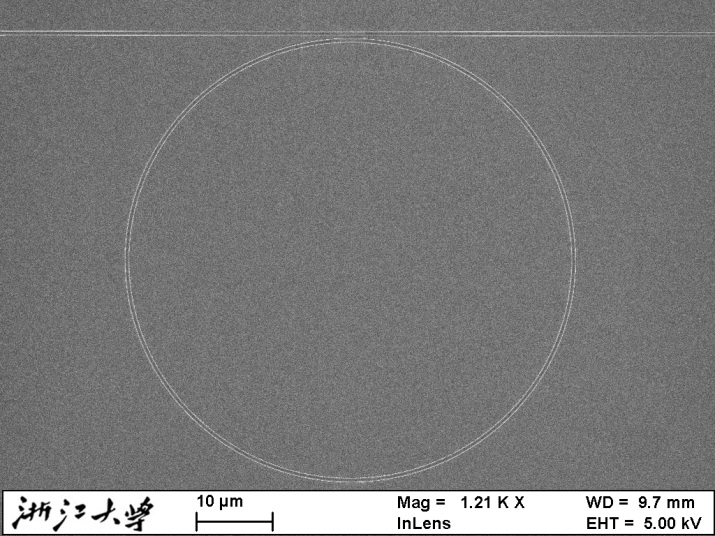 浙江大学
10 µm
Mag = 1.21 K X
InLens
WD = 9.7 mm
EHT = 5.00 kV